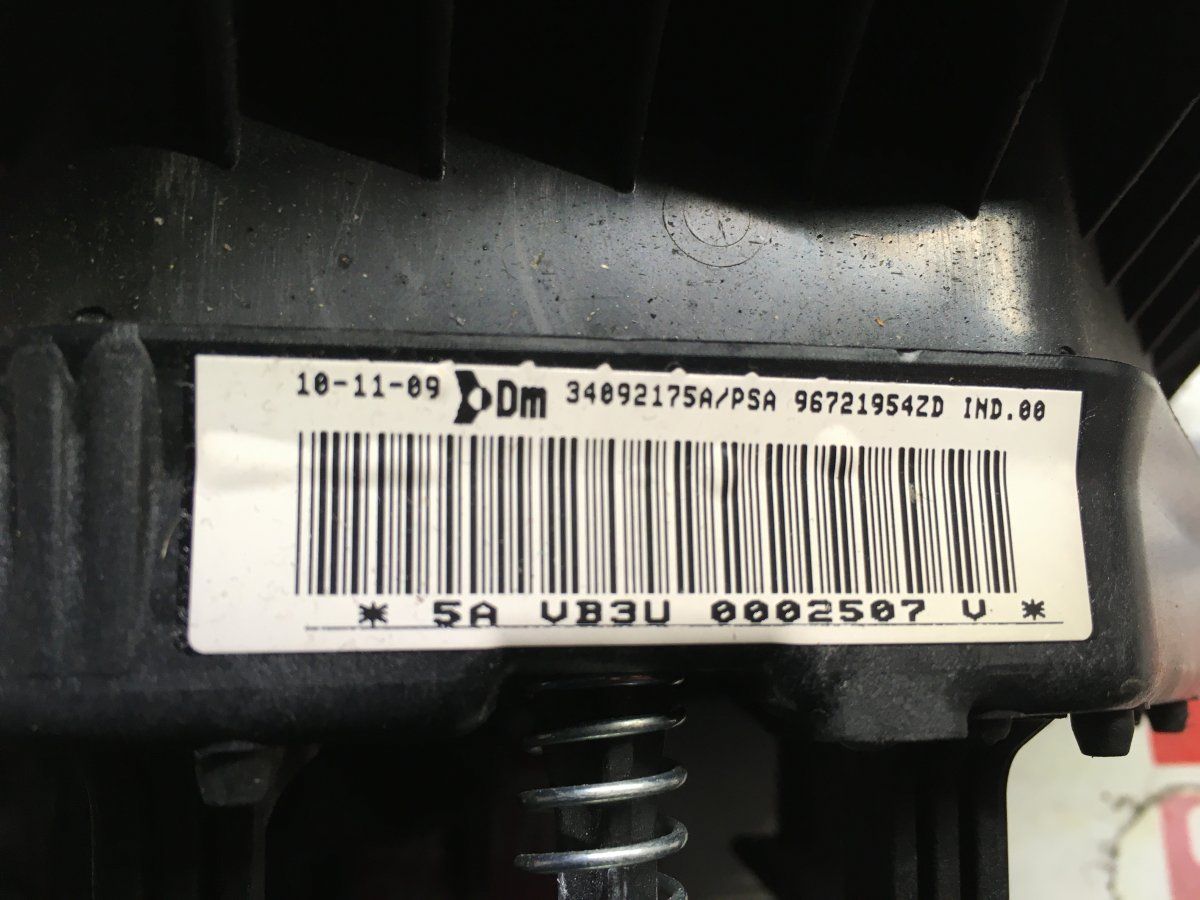 10-11-09 Dm 34092175A/PSA 96721954ZD IND.00
* 5A VB3U 0002507 V *